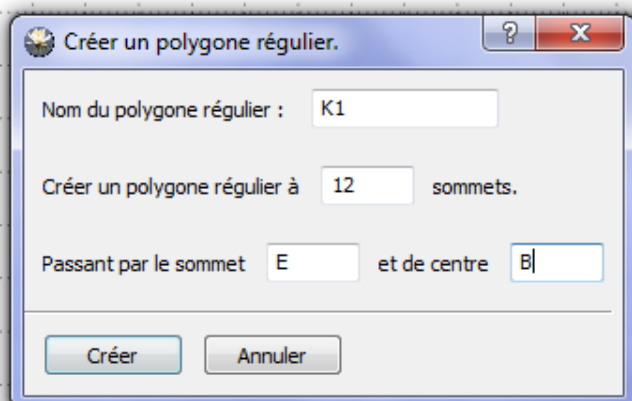 Créer un polygone régulier.
Nom du polygone régulier : K1
Créer un polygone régulier à 12 sommets.
Passant par le sommet E et de centre B
Créer Annuler